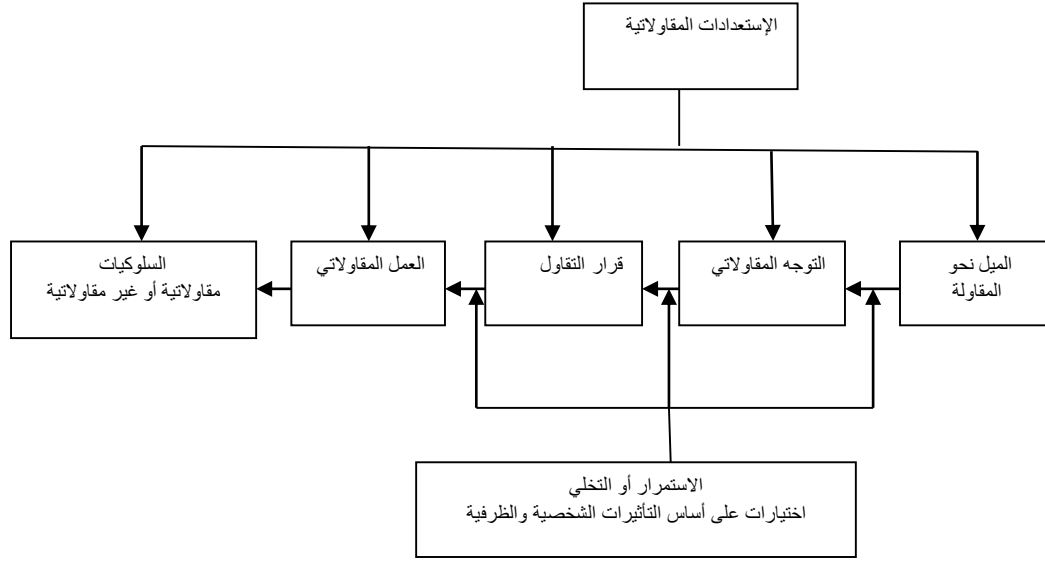 الإستعدادات المقاولاتية
الميل نحو
المقاولة
التوجه المقاولاتي
قرار التقاول
العمل المقاولاتي
السلوكيات
مقاولاتية أو غير مقاولاتية
الاستمرار أو التخلي
اختيارات على أساس التأثيرات الشخصية والظرفية